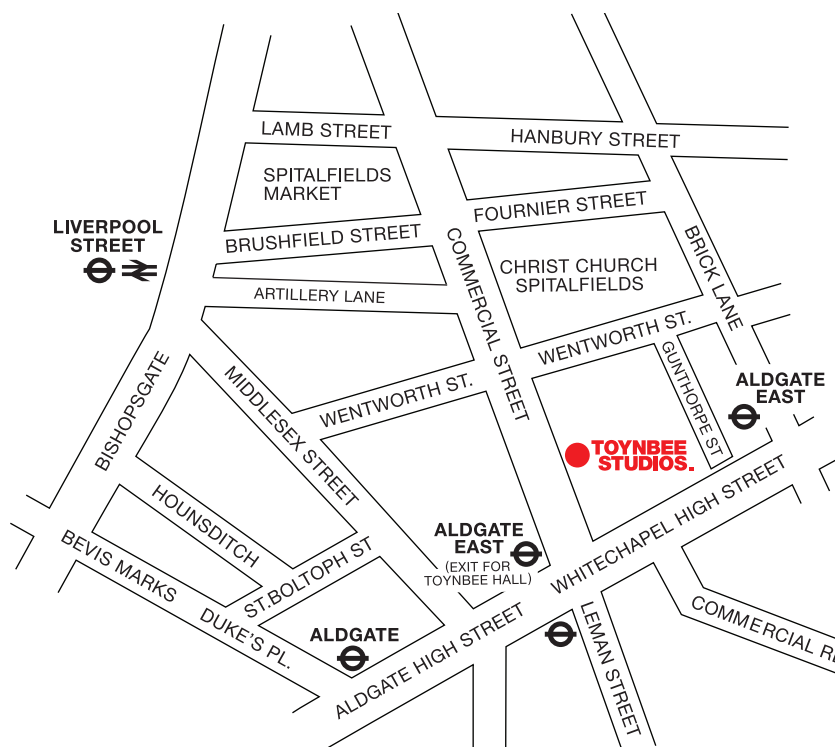 LAMB STREET
HANBURY STREET
SPITALFIELDS
MARKET
FOURNIER STREET
LIVERPOOL
STREET
BRUSHFIELD STREET
COMMERCIAL STREET
BRICK LANE
CHRIST CHURCH
SPITALFIELDS
ARTILLERY LANE
WENTWORTH ST.
GUNTHORPE ST
BISHOPSGATE
MIDDLESEX STREET
WENTWORTH ST.
ALDGATE
EAST
TOYNBEE
STUDIOS.
HOUNSDITCH
WHITECHAPEL HIGH STREET
ALDGATE
EAST
(EXIT FOR
TOYNBEE HALL)
BEVIS MARKS
ST.BOLTOPH ST
DUKE'S PL.
ALDGATE
ALDGATE HIGH STREET
LEMAN STREET
COMMERCIAL R